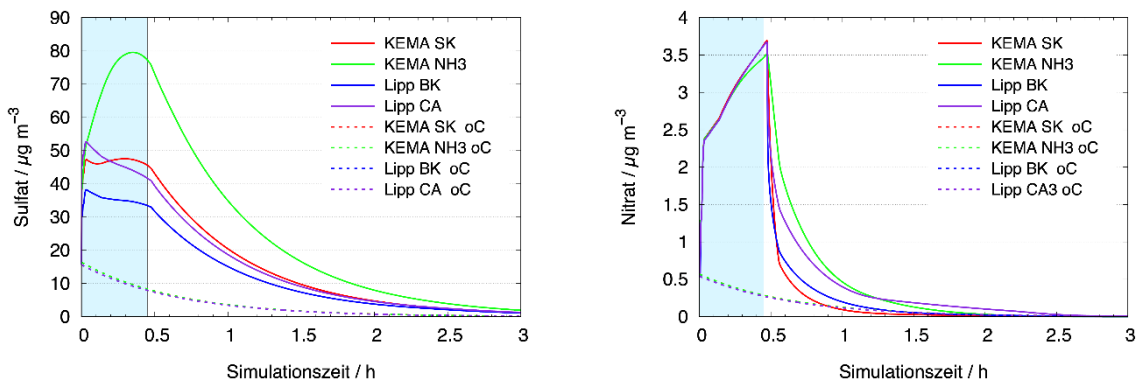 90
80
70
60
50
40
30
20
10
0
Sulfat / µg m−3
KEMA SK
KEMA NH3
Lipp BK
Lipp CA
KEMA SK oC
KEMA NH3 oC
Lipp BK oC
Lipp CA oC
0 0.5 1 1.5 2 2.5 3
Simulationszeit / h
4
3.5
3
2.5
2
1.5
1
0.5
0
Nitrat / µg m−3
KEMA SK
KEMA NH3
Lipp BK
Lipp CA
KEMA SK oC
KEMA NH3 oC
Lipp BK oC
Lipp CA3 oC
0 0.5 1 1.5 2 2.5 3
Simulationszeit / h